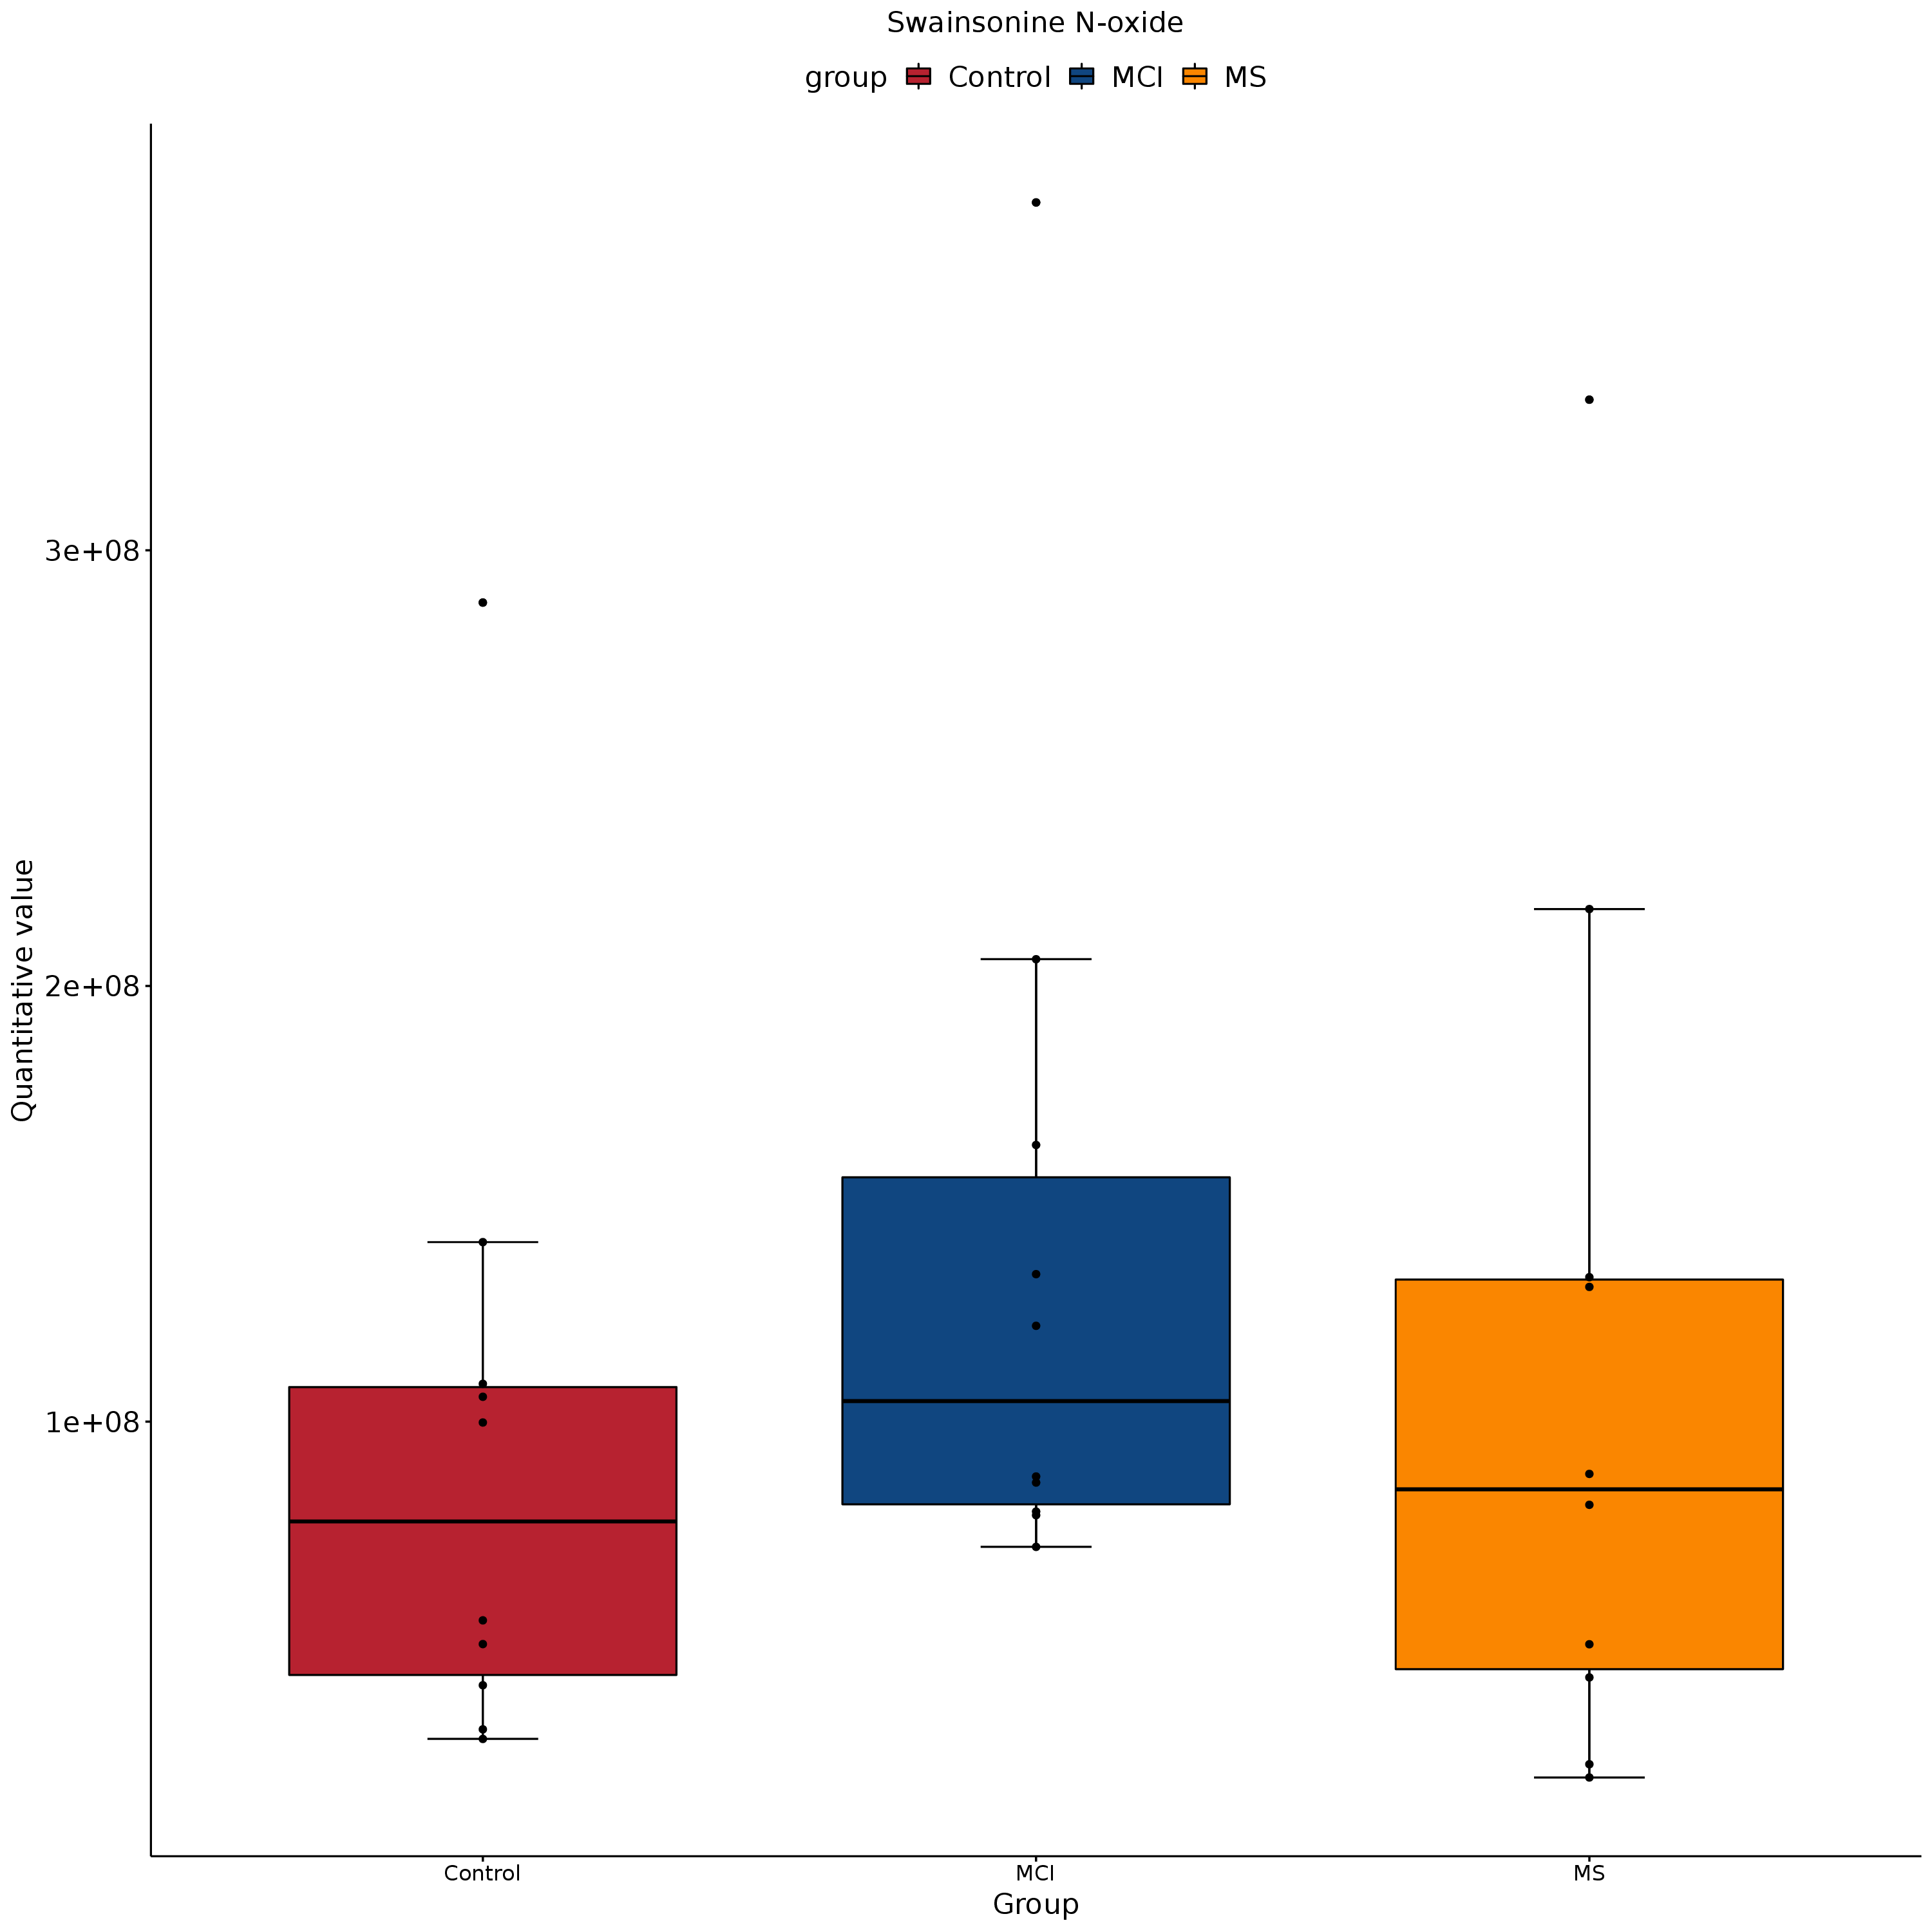 Swainsonine N-oxide
group Control MCI MS
Quantitative value
3e+08
2e+08
1e+08
Control MCI MS
Group